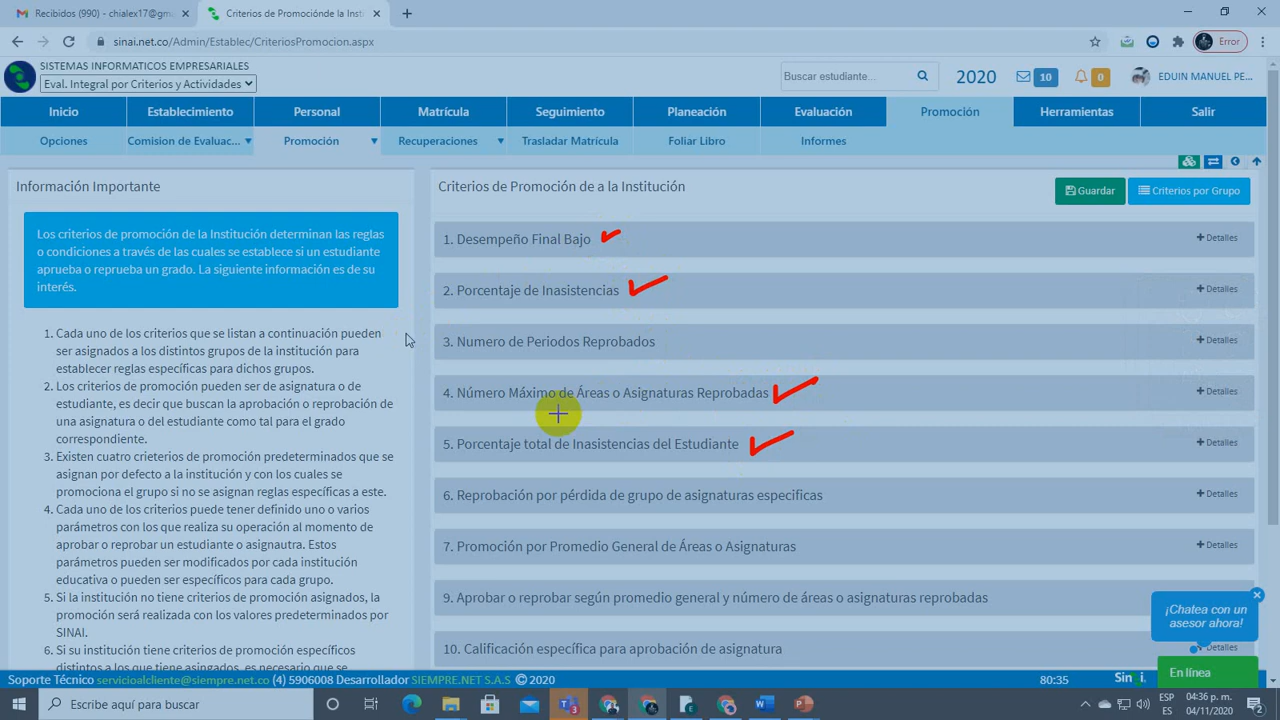 Recibidos (990) - chialex17@gm
Criterios de Promociónde la Insti
sinai.net.co/Admin/Establec/CriteriosPromocion.aspx
Error
SISTEMAS INFORMATICOS EMPRESARIALES
Eval. Integral por Criterios y Actividades
Buscar estudiante...
2020
10
0
EDUIN MANUEL PE...
Inicio
Establecimiento
Personal
Matrícula
Seguimiento
Planeación
Evaluación
Promoción
Herramientas
Salir
Opciones
Comision de Evaluac...
Promoción
Recuperaciones
Trasladar Matrícula
Foliar Libro
Informes
Información Importante
Los criterios de promoción de la Institución determinan las reglas
o condiciones a través de las cuales se establece si un estudiante
aprueba o reprueba un grado. La siguiente información es de su
interés.
1. Cada uno de los criterios que se listan a continuación pueden
ser asignados a los distintos grupos de la institución para
establecer reglas específicas para dichos grupos.
2. Los criterios de promoción pueden ser de asignatura o de
estudiante, es decir que buscan la aprobación o reprobación de
una asignatura o del estudiante como tal para el grado
correspondiente.
3. Existen cuatro crieterios de promoción predeterminados que se
asignan por defecto a la institución y con los cuales se
promociona el grupo si no se asignan reglas específicas a este.
4. Cada uno de los criterios puede tener definido uno o varios
parámetros con los que realiza su operación al momento de
aprobar o reprobar un estudiante o asignautra. Estos
parámetros pueden ser modificados por cada institución
educativa o pueden ser específicos para cada grupo.
5. Si la institución no tiene criterios de promoción asignados, la
promoción será realizada con los valores predeterminados por
SINAI.
6. Si su institución tiene criterios de promoción específicos
distintos a los que tiene asingados, es necesario que se
Criterios de Promoción de a la Institución
Guardar
Criterios por Grupo
1. Desempeño Final Bajo
Detalles
2. Porcentaje de Inasistencias
Detalles
3. Numero de Periodos Reprobados
Detalles
4. Número Máximo de Áreas o Asignaturas Reprobadas
Detalles
5. Porcentaje total de Inasistencias del Estudiante
Detalles
6. Reprobación por pérdida de grupo de asignaturas especificas
Detalles
7. Promoción por Promedio General de Áreas o Asignaturas
Detalles
9. Aprobar o reprobar según promedio general y número de áreas o asignaturas reprobadas
10. Calificación específica para aprobación de asignatura
Detalles
¡Chatea con un
asesor ahora!
En línea
Soporte Técnico servicioalcliente@siempre.net.co (4) 5906008 Desarrollador SIEMPRE.NET S.A.S © 2020
80:35
Escribe aquí para buscar
ESP
ES
04:36 p. m.
04/11/2020
2